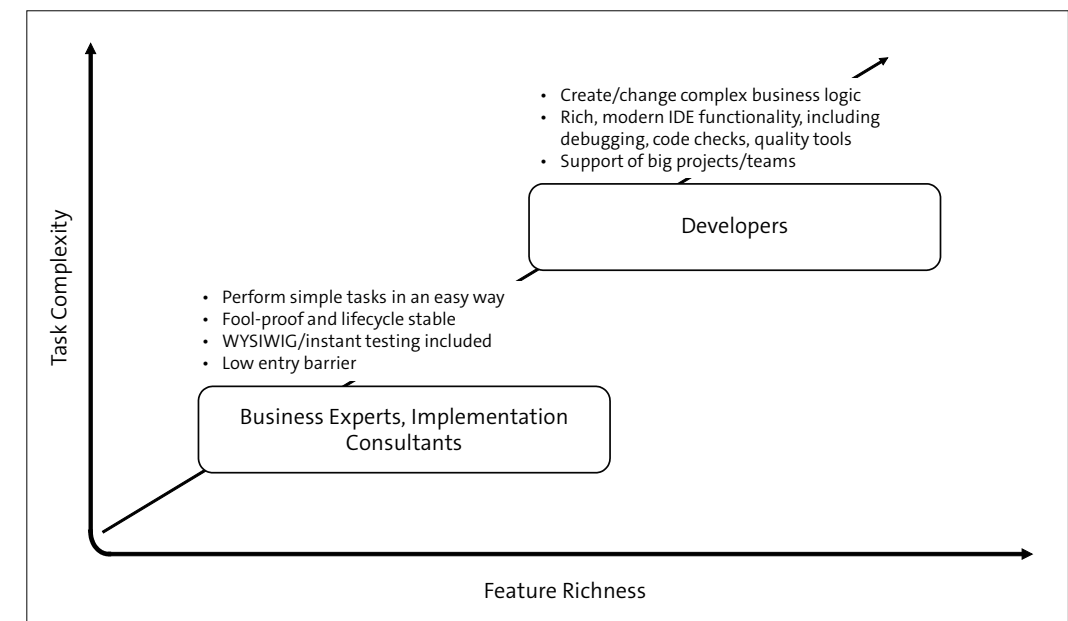 • Create/change complex business logic
• Rich, modern IDE functionality, including
debugging, code checks, quality tools
• Support of big projects/teams
Developers
Task Complexity
• Perform simple tasks in an easy way
• Fool-proof and lifecycle stable
• WYSIWIG/instant testing included
• Low entry barrier
Business Experts, Implementation
Consultants
Feature Richness